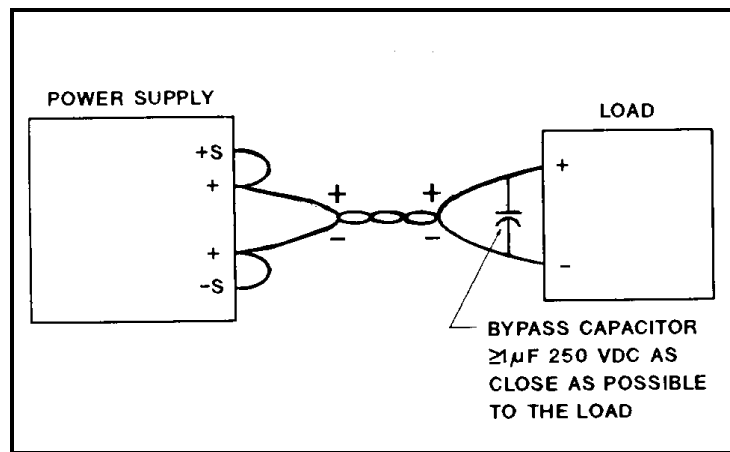 POWER SUPPLY
LOAD
+S
+
+
-S
+
-
+
-
+
-
BYPASS CAPACITOR
≥1μF 250 VDC AS
CLOSE AS POSSIBLE
TO THE LOAD